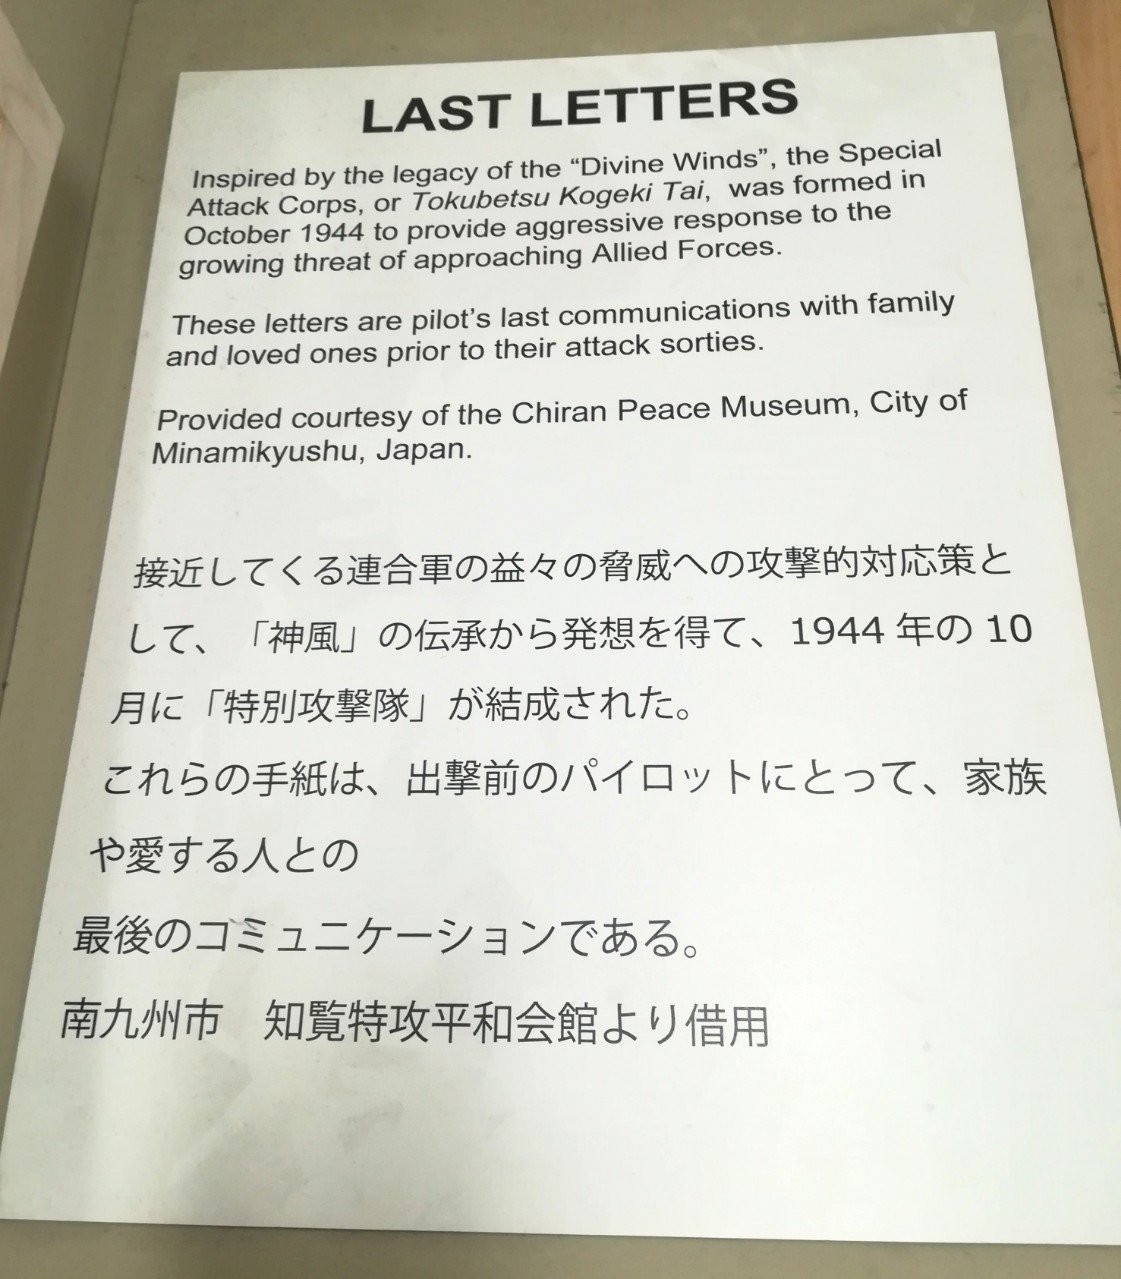 LAST LETTERS
Inspired by the legacy of the “Divine Winds”, the Special
Attack Corps, or Tokubetsu Kogeki Tai, was formed in
October 1944 to provide aggressive response to the
growing threat of approaching Allied Forces.
These letters are pilot’s last communications with family
and loved ones prior to their attack sorties.
Provided courtesy of the Chiran Peace Museum, City of
Minamikyushu, Japan.
接近してくる連合軍の益々の脅威への攻撃的対応策と
して、「神風」の伝承から発想を得て、1944 年の 10
月に「特別攻撃隊」が結成された。
これらの手紙は、出撃前のパイロットにとって、家族
や愛する人との
最後のコミュニケーションである。
南九州市　知覧特攻平和会館より借用